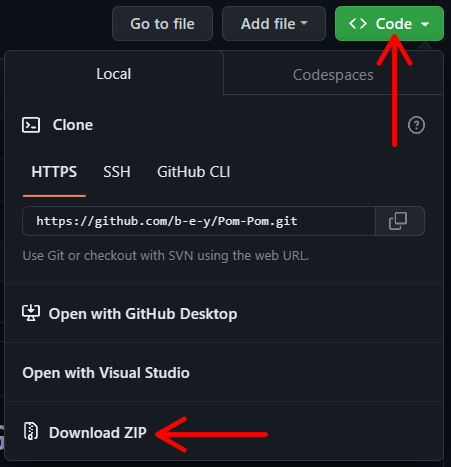 Go to file
Add file
<> Code
Local
Codespaces
Clone
HTTPS
SSH
GitHub CLI
https://github.com/b-e-y/Pom-Pom.git
Use Git or checkout with SVN using the web URL.
Open with GitHub Desktop
Open with Visual Studio
Download ZIP